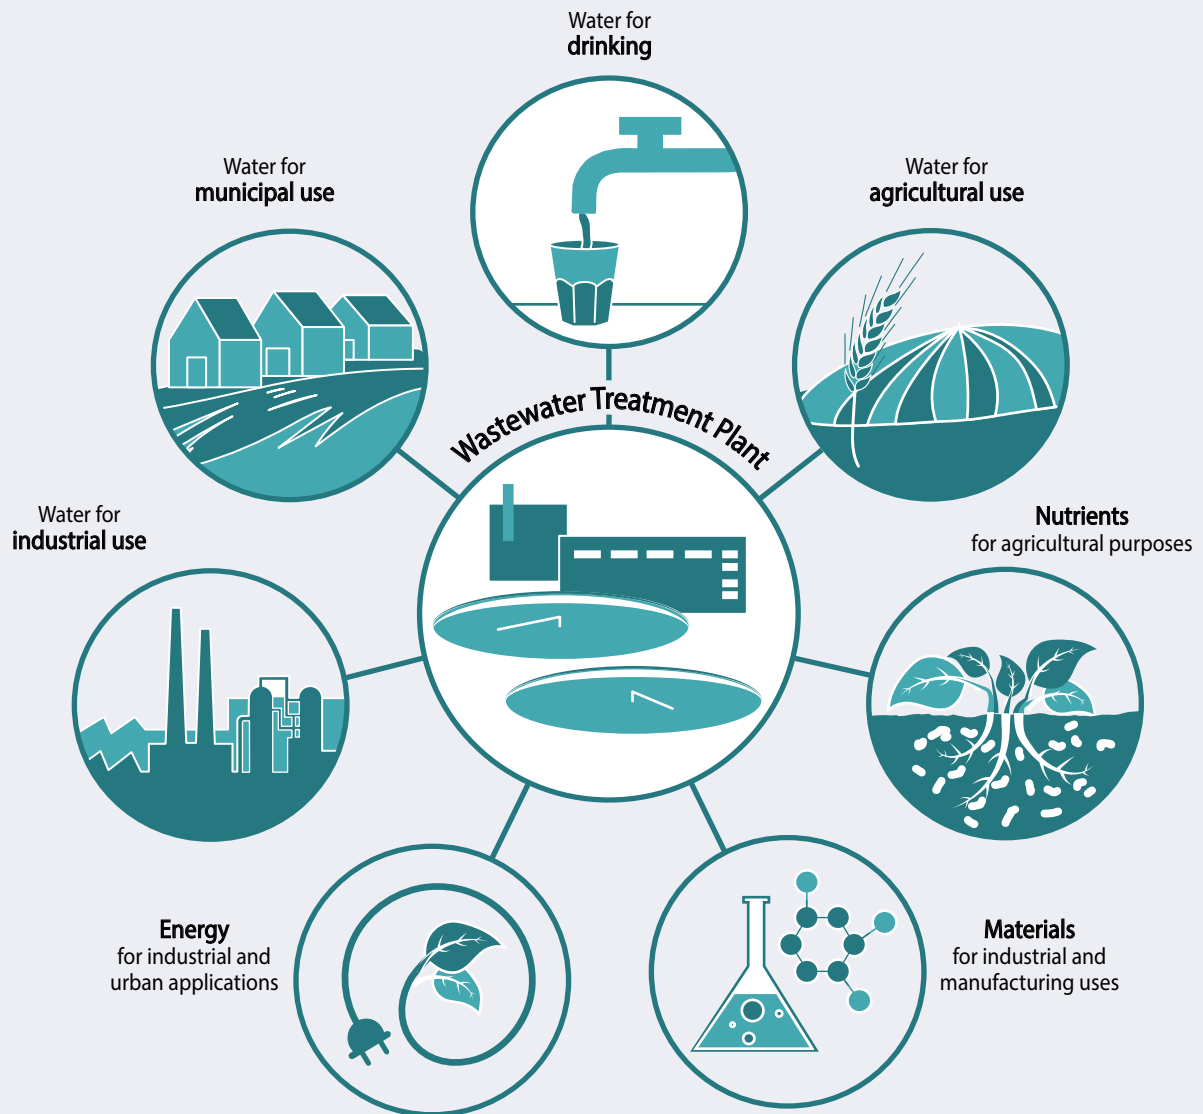 Water for
drinking
Water for
municipal use
Water for
agricultural use
Wastewater Treatment Plant
Water for
industrial use
Nutrients
for agricultural purposes
Energy
for industrial and
urban applications
Materials
for industrial and
manufacturing uses